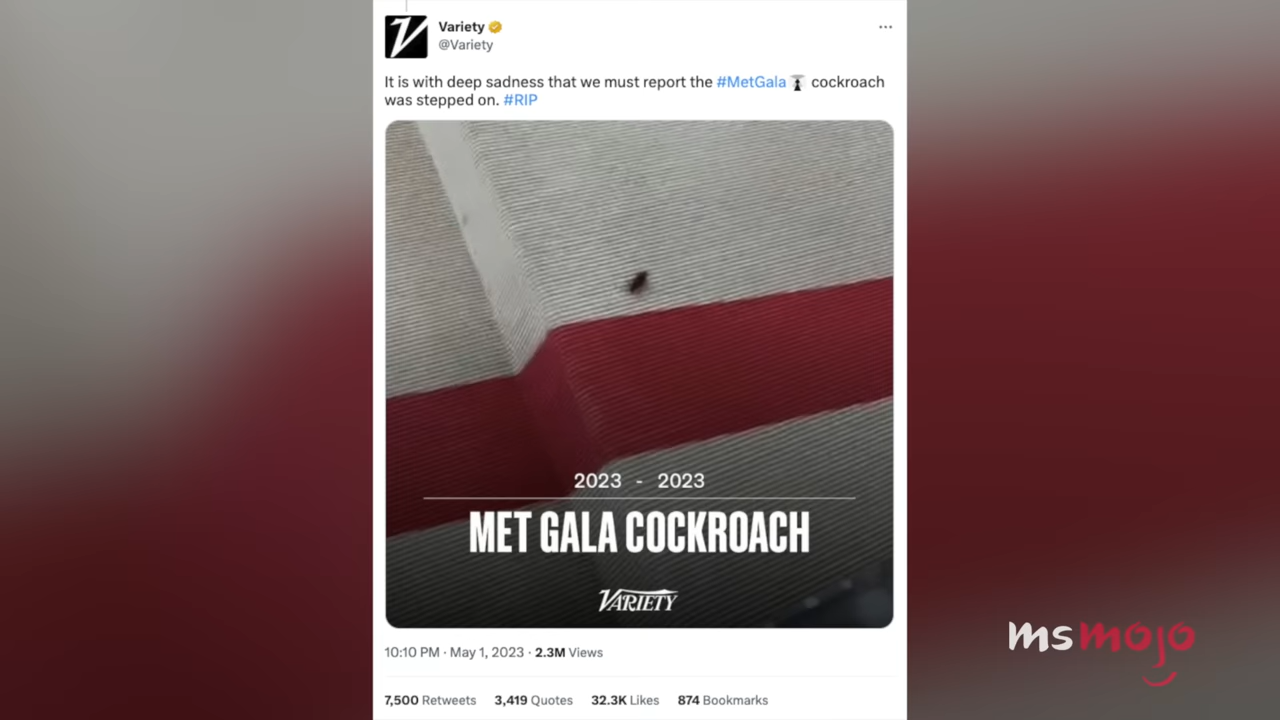 Variety
@Variety
It is with deep sadness that we must report the #MetGala cockroach
was stepped on. #RIP
2023 - 2023
MET GALA COCKROACH
VARIETY
10:10 PM · May 1, 2023 · 2.3M Views
7,500 Retweets 3,419 Quotes 32.3K Likes 874 Bookmarks
msmojo